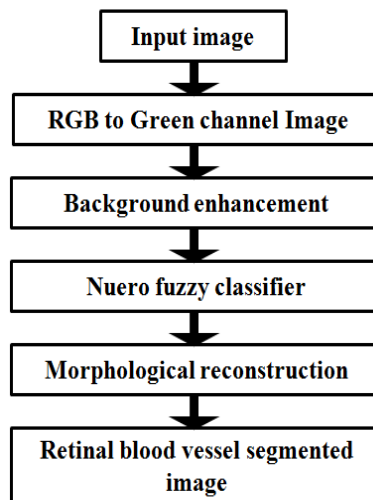 Input image
RGB to Green channel Image
Background enhancement
Nuero fuzzy classifier
Morphological reconstruction
Retinal blood vessel segmented
image